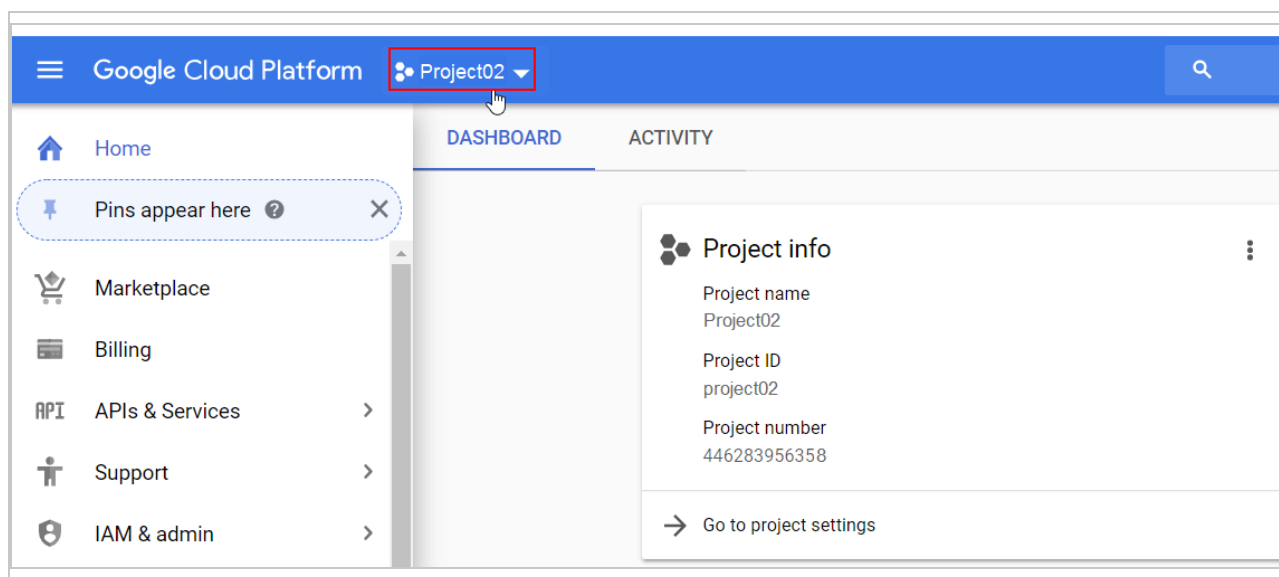 Google Cloud Platform Project02
Home
Pins appear here ?
Marketplace
Billing
API APIs & Services
Support
IAM & admin
DASHBOARD ACTIVITY
Project info
Project name
Project02
Project ID
project02
Project number
446283956358
Go to project settings